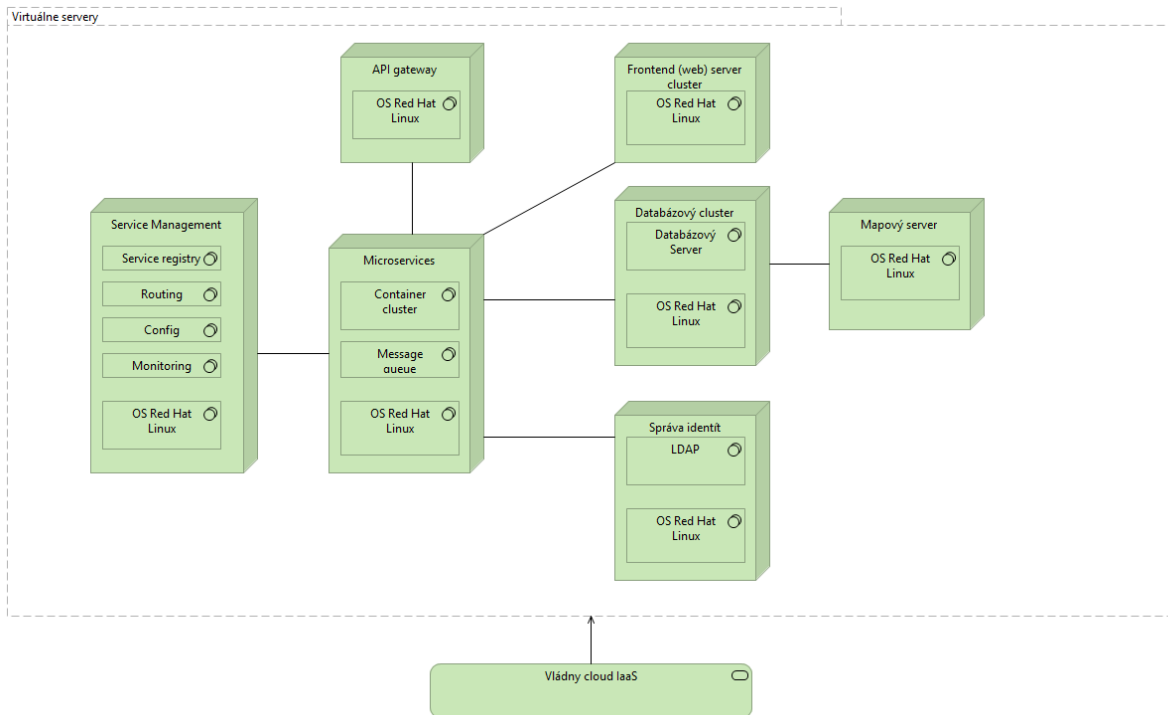 Virtuálne servery
API gateway
OS Red Hat
Linux
Frontend (web) server
cluster
OS Red Hat
Linux
Service Management
Service registry
Routing
Config
Monitoring
OS Red Hat
Linux
Microservices
Container
cluster
Message
queue
OS Red Hat
Linux
Databázový cluster
Databázový
Server
OS Red Hat
Linux
Mapový server
OS Red Hat
Linux
Správa identít
LDAP
OS Red Hat
Linux
Vládny cloud IaaS